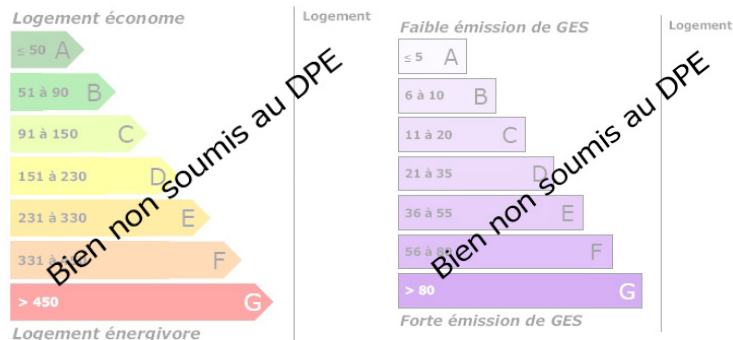 Logement économe
Logement
≤ 50 A
51 à 90 B
91 à 150 C
151 à 230 D
231 à 330 E
331 à F
> 450 G
Logement énergivore
Bien non soumis au DPE
Faible émission de GES
Logement
≤ 5 A
6 à 10 B
11 à 20 C
21 à 35 D
36 à 55 E
56 à 80 F
> 80 G
Forte émission de GES
Bien non soumis au DPE